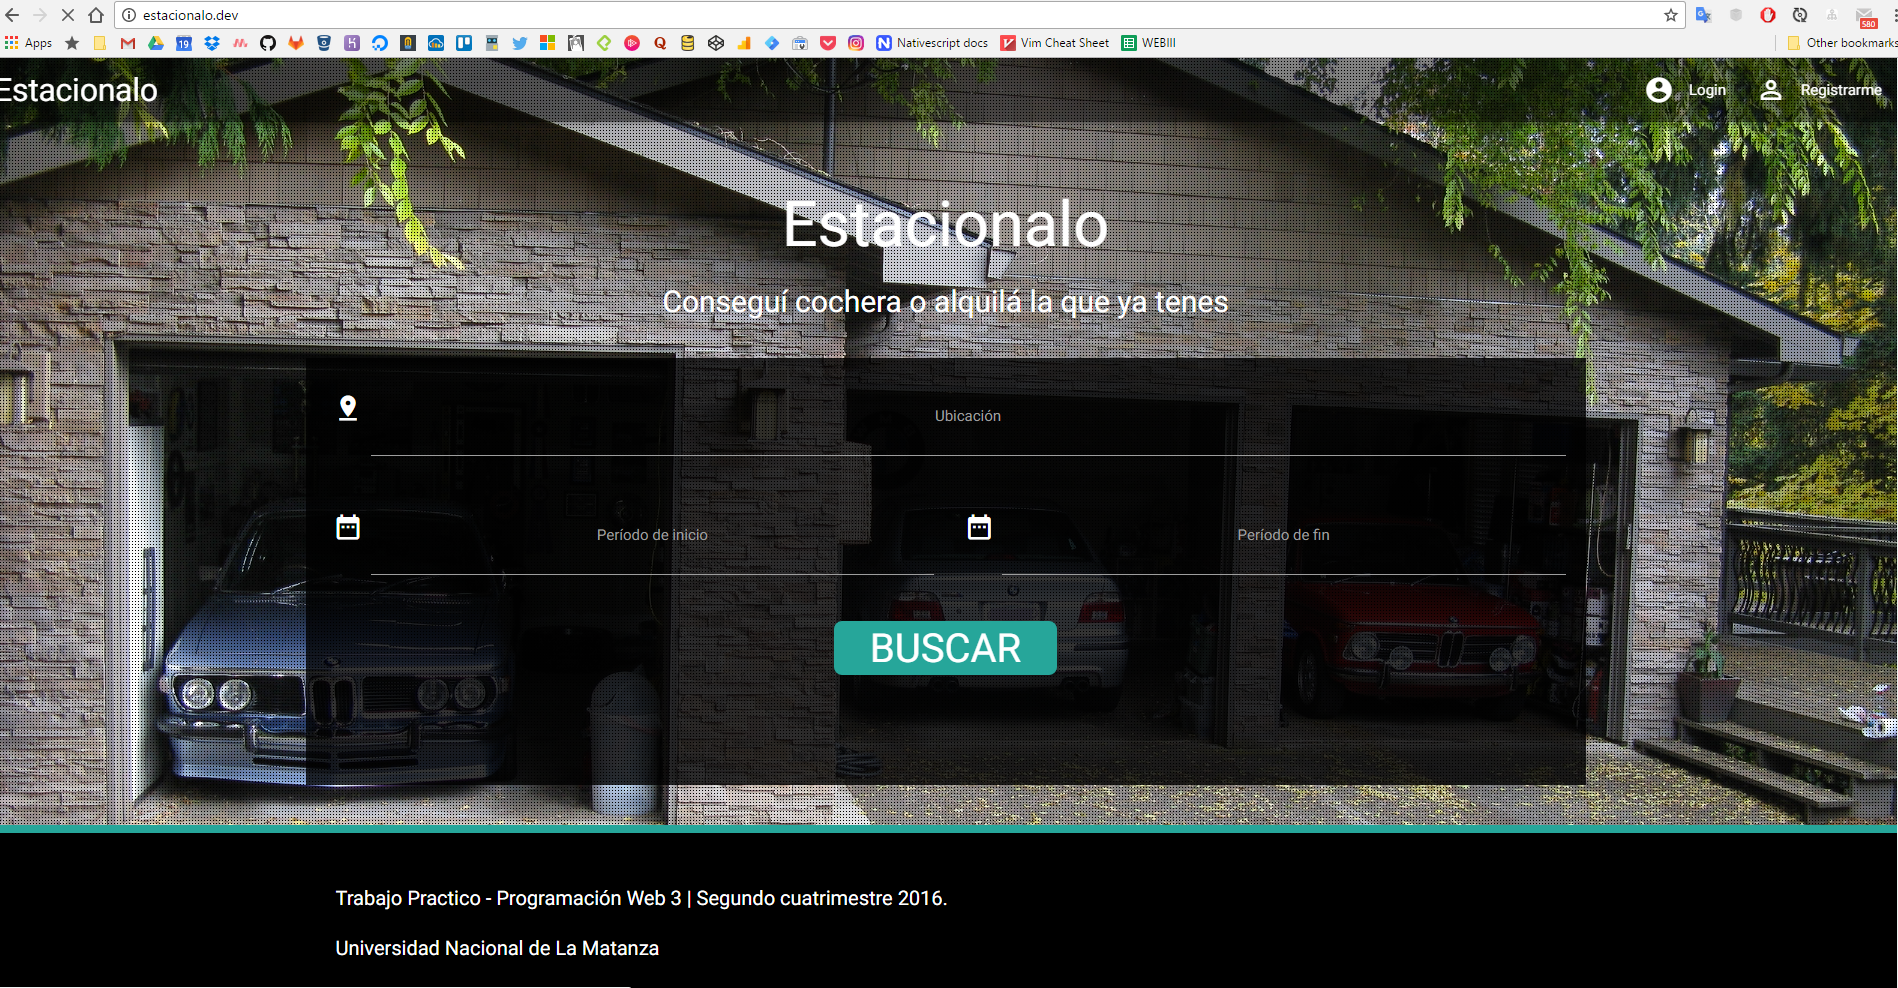 estacionalo.dev
Apps
19
Nativescript docs
Vim Cheat Sheet
WEBIII
Other bookmarks
580
Estacionalo
Login
Registrarme
Estacionalo
Conseguí cochera o alquilá la que ya tenes
Ubicación
Período de inicio
Período de fin
BUSCAR
Trabajo Practico - Programación Web 3 | Segundo cuatrimestre 2016.
Universidad Nacional de La Matanza